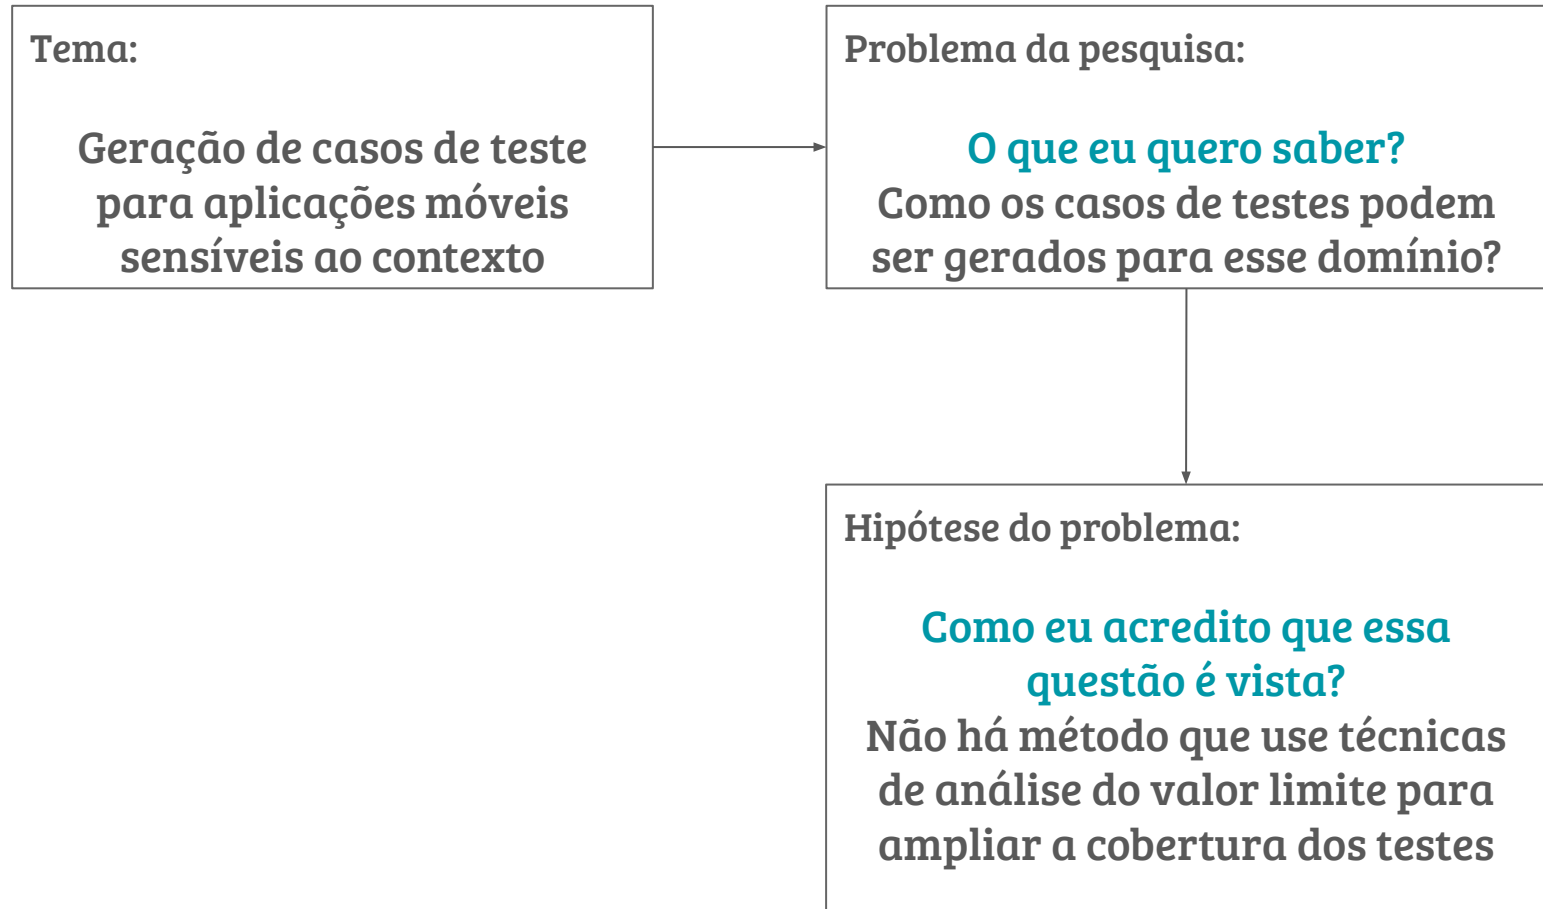 Tema:
Geração de casos de teste
para aplicações móveis
sensíveis ao contexto
Problema da pesquisa:
O que eu quero saber?
Como os casos de testes podem
ser gerados para esse domínio?
Hipótese do problema:
Como eu acredito que essa
questão é vista?
Não há método que use técnicas
de análise do valor limite para
ampliar a cobertura dos testes